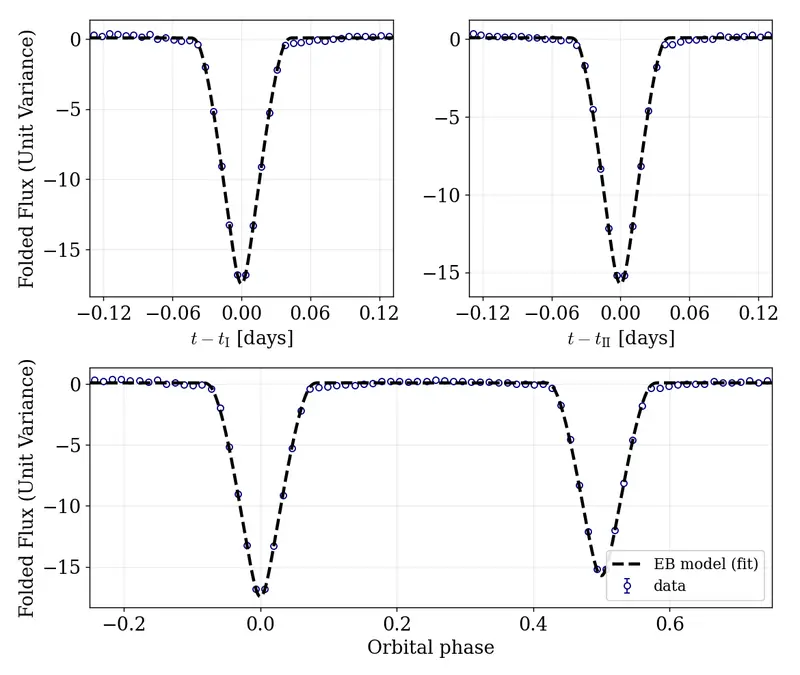 Folded Flux (Unit Variance)
0
−5
−10
−15
−0.12 −0.06 0.00 0.06 0.12
t − t_I [days]
0
−5
−10
−15
−0.12 −0.06 0.00 0.06 0.12
t − t_II [days]
Folded Flux (Unit Variance)
0
−5
−10
−15
−0.2 0.0 0.2 0.4 0.6
Orbital phase
EB model (fit)
data